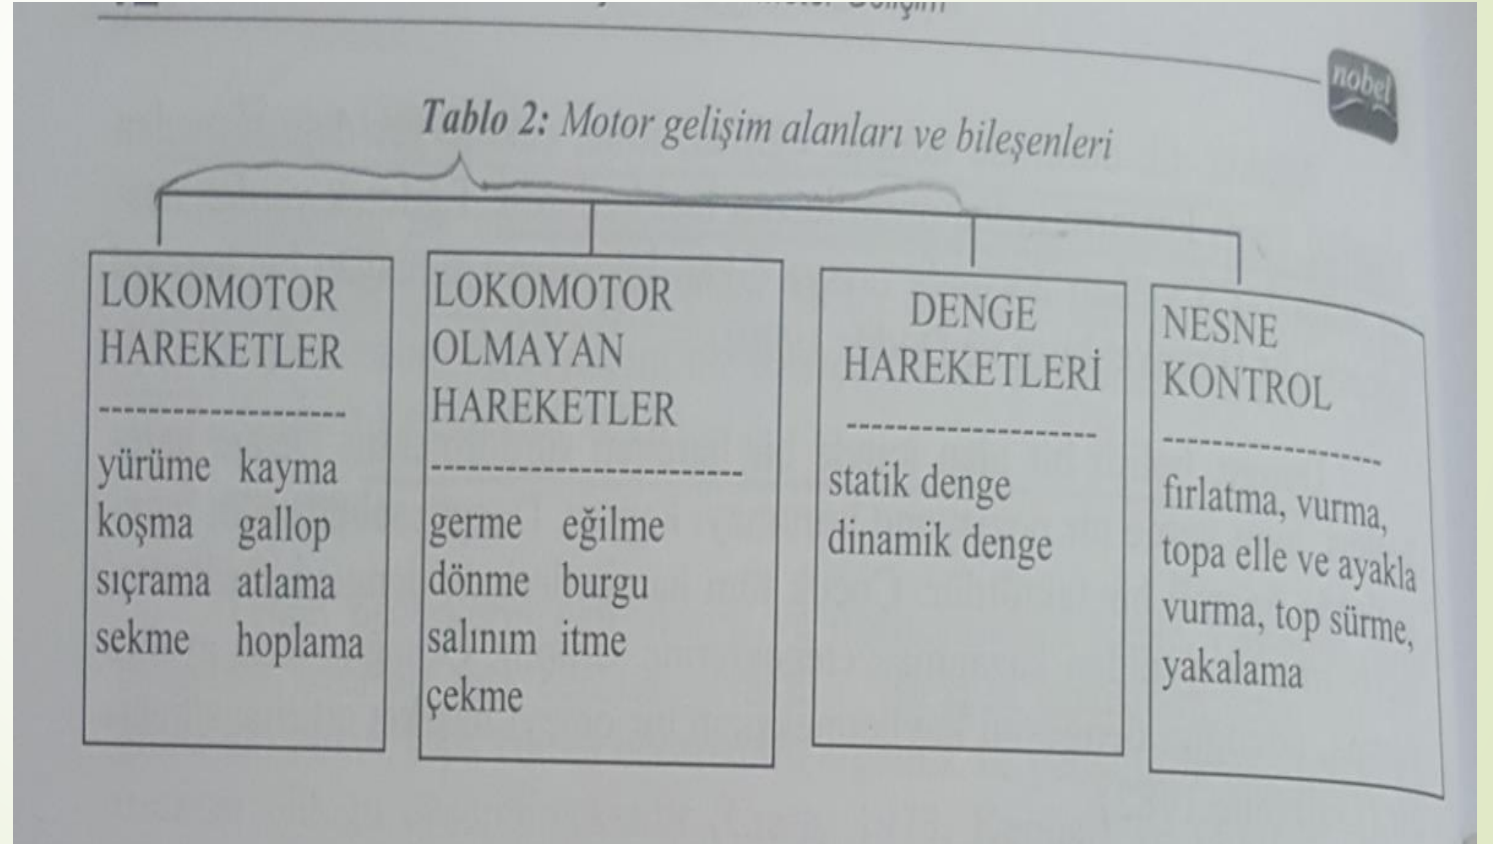 Gelişim
nobel
Tablo 2: Motor gelişim alanları ve bileşenleri
LOKOMOTOR
HAREKETLER
--------------------
yürüme kayma
koşma gallop
sıçrama atlama
sekme hoplama
LOKOMOTOR
OLMAYAN
HAREKETLER
-------------------------
germe eğilme
dönme burgu
salınım itme
çekme
DENGE
HAREKETLERİ
--------------------
statik denge
dinamik denge
NESNE
KONTROL
------------------
fırlatma, vurma,
topa elle ve ayakla
vurma, top sürme,
yakalama